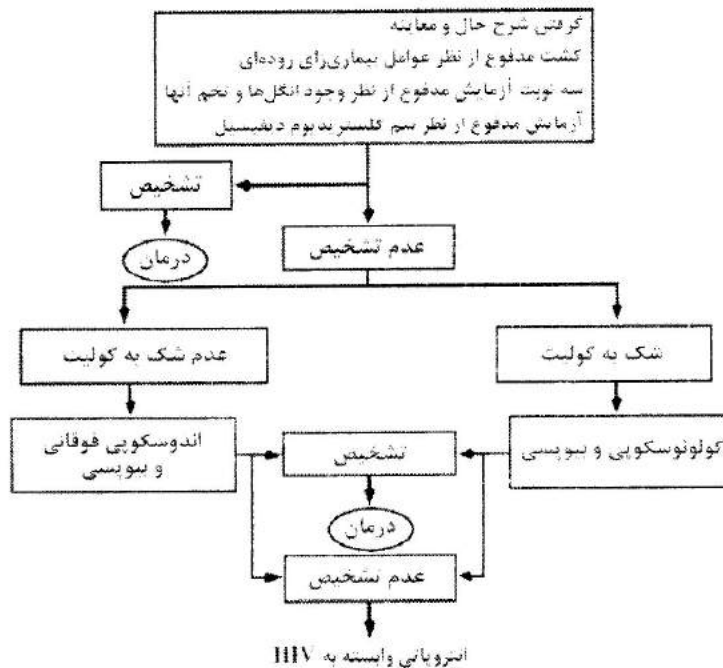 گرفتن شرح حال و معاینه
کشت مدفوع از نظر عوامل بیماری‌زای روده‌ای
سه نوبت آزمایش مدفوع از نظر وجود انگل‌ها و تخم آنها
آزمایش مدفوع از نظر سم کلستریدیوم دیفیسیل
تشخیص
درمان
عدم تشخیص
شک به کولیت
عدم شک به کولیت
کولونوسکوپی و بیوپسی
اندوسکوپی فوقانی
و بیوپسی
تشخیص
درمان
عدم تشخیص
انتروپاتی وابسته به HIV